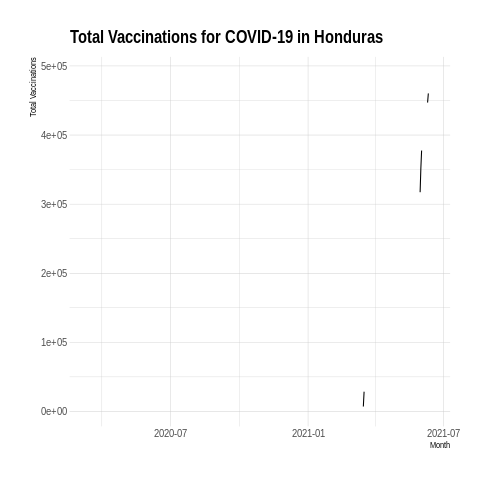 Total Vaccinations for COVID-19 in Honduras
Total Vaccinations
5e+05
4e+05
3e+05
2e+05
1e+05
0e+00
2020-07
2021-01
2021-07
Month